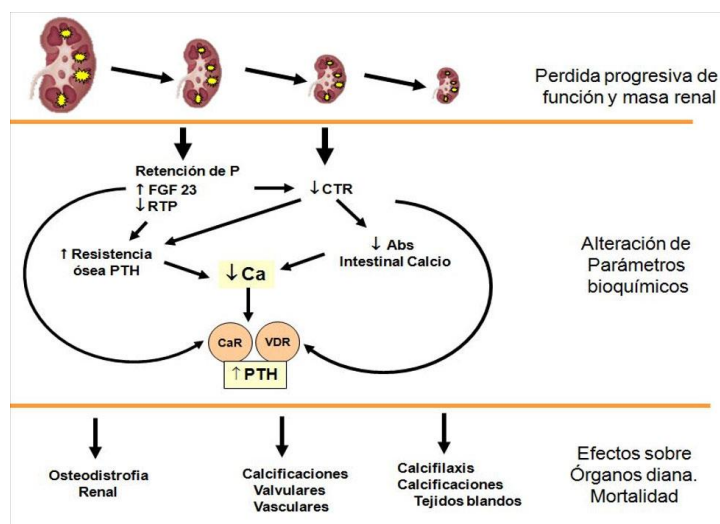 Perdida progresiva de
función y masa renal
Retención de P
↑ FGF 23
↓RTP
↓CTR
↑ Resistencia
ósea PTH
↓Ca
↓ Abs
Intestinal Calcio
Alteración de
Parámetros
bioquímicos
CaR
VDR
↑PTH
Osteodistrofia
Renal
Calcificaciones
Valvulares
Vasculares
Calcifilaxis
Calcificaciones
Tejidos blandos
Efectos sobre
Órganos diana.
Mortalidad